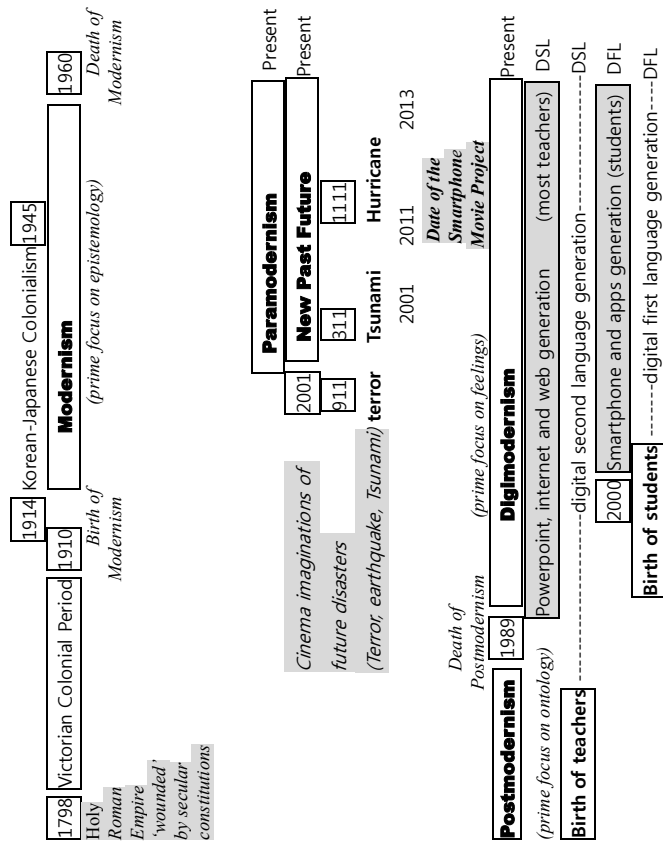 1914 Korean-Japanese Colonialism 1945
1798 Victorian Colonial Period 1910 Modernism 1960
Holy
Roman
Empire
'wounded'
by secular
constitutions
Birth of
Modernism
(prime focus on epistemology)
Death of
Modernism
Paramodernism Present
2001 New Past Future Present
Cinema imaginations of
future disasters
(Terror, earthquake, Tsunami)
911 311 1111
terror Tsunami Hurricane
2001 2011 2013
Date of the
Smartphone
Movie Project
Death of
Postmodernism
(prime focus on feelings)
Postmodernism 1989 Digimodernism Present
(prime focus on ontology)
Powerpoint, internet and web generation (most teachers) DSL
Birth of teachers ----------------digital second language generation----------------DSL
2000 Smartphone and apps generation (students) DFL
Birth of students ------digital first language generation----DFL